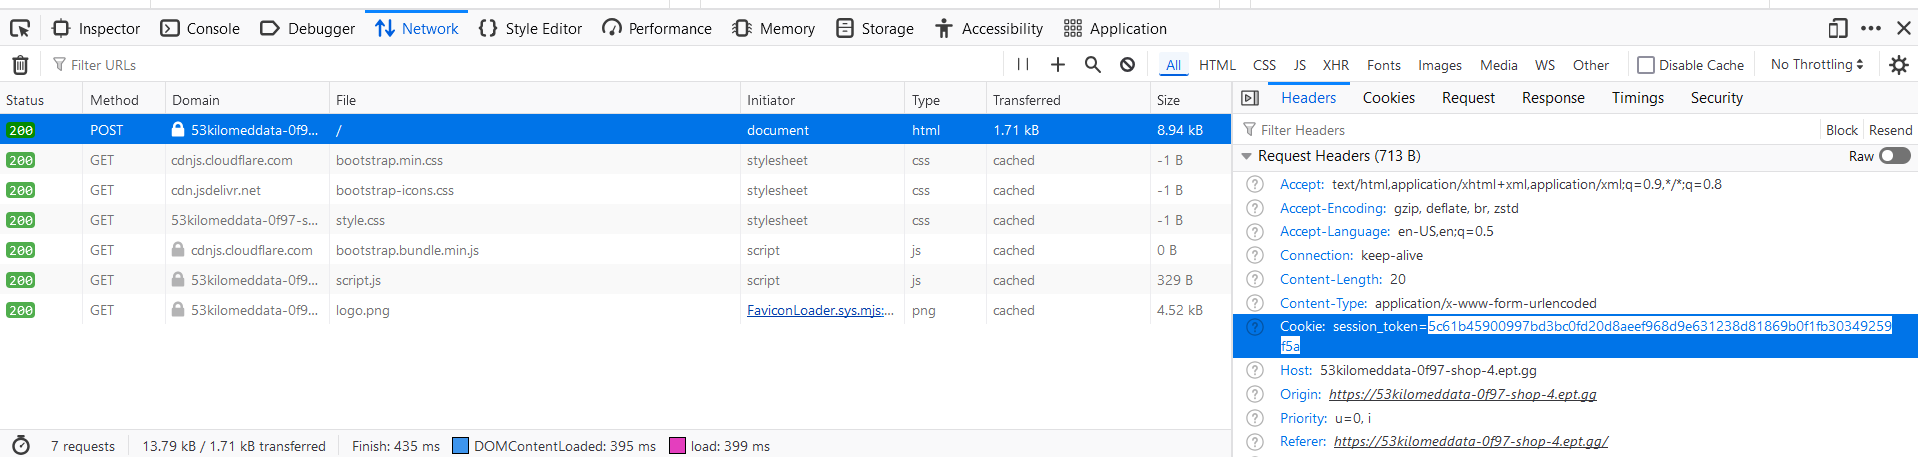 Inspector Console Debugger Network Style Editor Performance Memory Storage Accessibility Application
Filter URLs All HTML CSS JS XHR Fonts Images Media WS Other Disable Cache No Throttling
Status Method Domain File Initiator Type Transferred Size
200 POST 53kilomeddata-0f9... / document html 1.71 kB 8.94 kB
200 GET cdnjs.cloudflare.com bootstrap.min.css stylesheet css cached -1 B
200 GET cdn.jsdelivr.net bootstrap-icons.css stylesheet css cached -1 B
200 GET 53kilomeddata-0f97-s... style.css stylesheet css cached -1 B
200 GET cdnjs.cloudflare.com bootstrap.bundle.min.js script js cached 0 B
200 GET 53kilomeddata-0f9... script.js script js cached 329 B
200 GET 53kilomeddata-0f9... logo.png FaviconLoader.sys.mjs:... png cached 4.52 kB
7 requests 13.79 kB / 1.71 kB transferred Finish: 435 ms DOMContentLoaded: 395 ms load: 399 ms
Headers Cookies Request Response Timings Security
Filter Headers Block Resend
Request Headers (713 B) Raw
Accept: text/html,application/xhtml+xml,application/xml;q=0.9,*/*;q=0.8
Accept-Encoding: gzip, deflate, br, zstd
Accept-Language: en-US,en;q=0.5
Connection: keep-alive
Content-Length: 20
Content-Type: application/x-www-form-urlencoded
Cookie: session_token=5c61b45900997bd3bc0fd20d8aeef968d9e631238d81869b0f1fb30349259
f5a
Host: 53kilomeddata-0f97-shop-4.ept.gg
Origin: https://53kilomeddata-0f97-shop-4.ept.gg
Priority: u=0, i
Referer: https://53kilomeddata-0f97-shop-4.ept.gg/